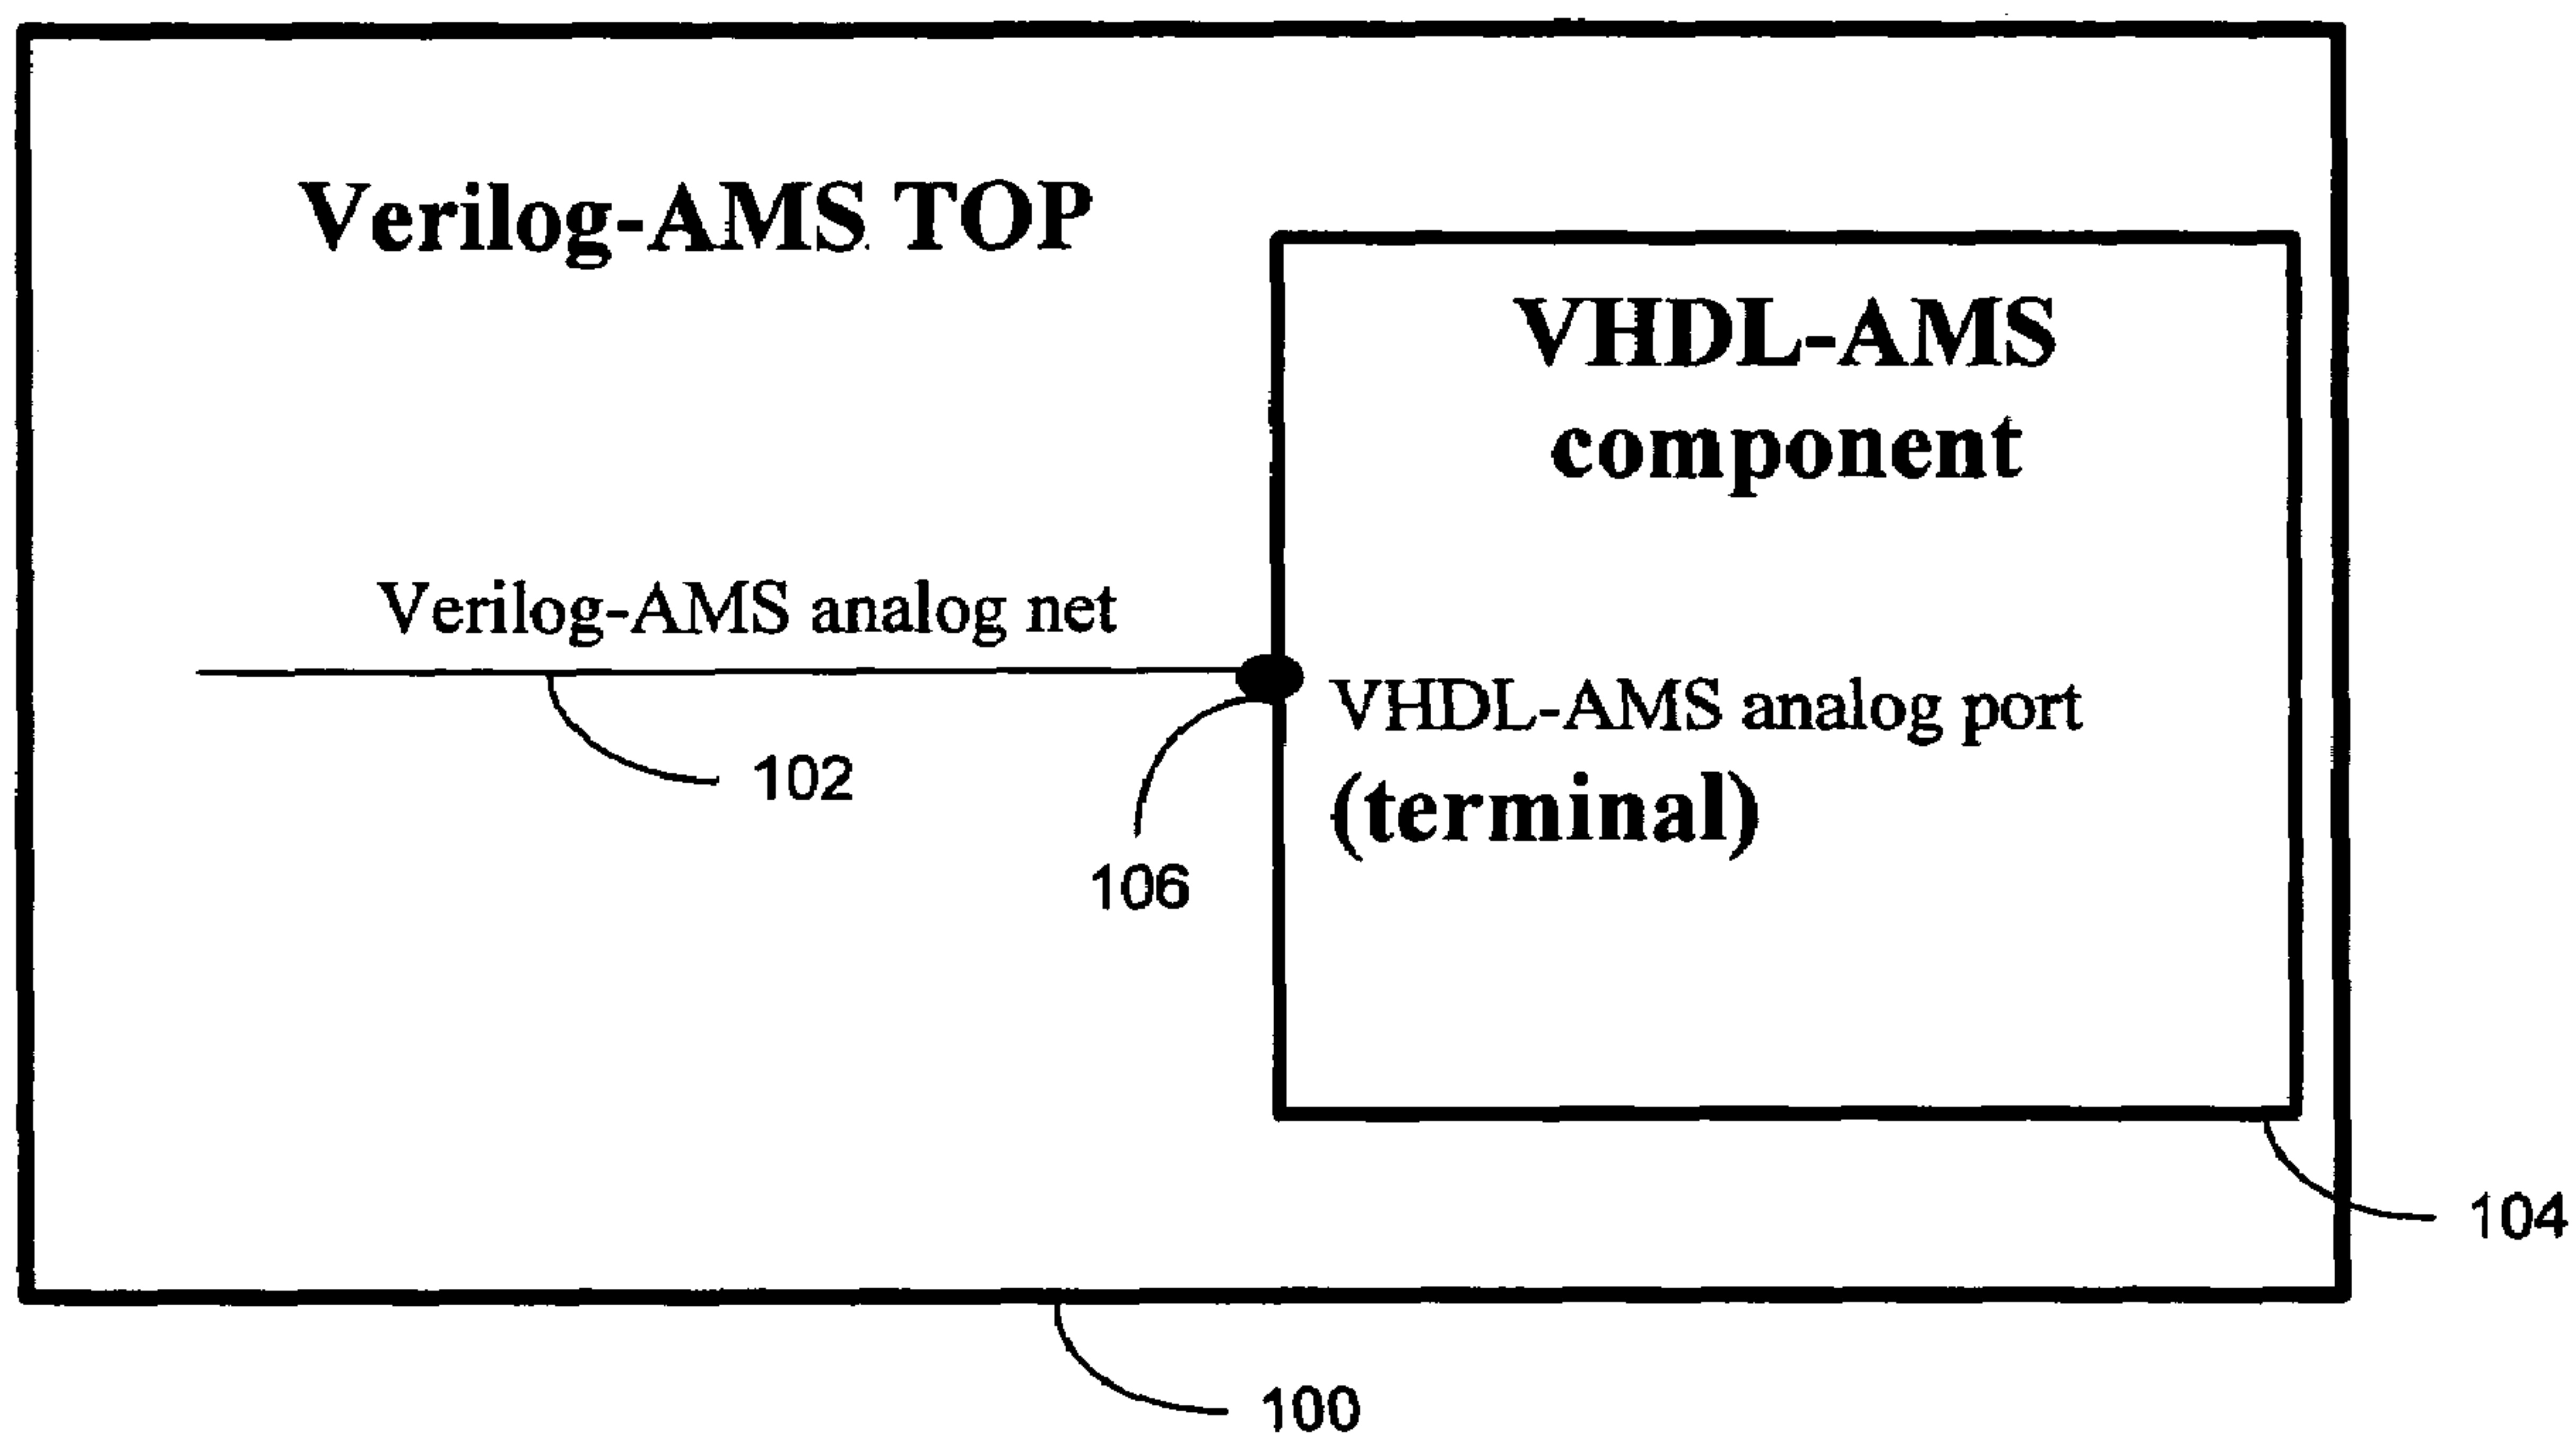 Verilog-AMS TOP
VHDL-AMS
component
Verilog-AMS analog net
VHDL-AMS analog port
(terminal)
102
106
104
100